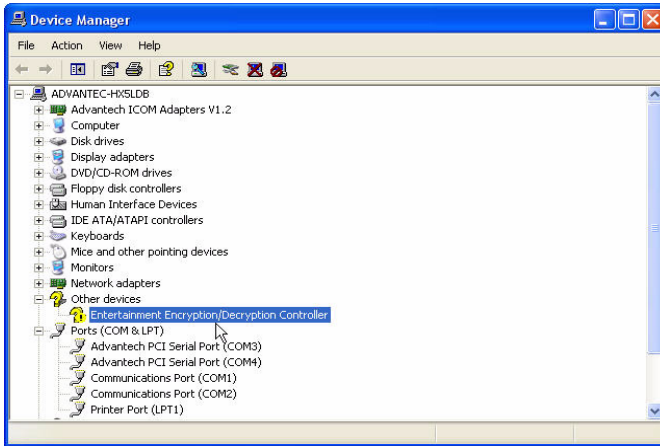 Device Manager
File Action View Help
ADVANTEC-HX5LDB
Advantech ICOM Adapters V1.2
Computer
Disk drives
Display adapters
DVD/CD-ROM drives
Floppy disk controllers
Human Interface Devices
IDE ATA/ATAPI controllers
Keyboards
Mice and other pointing devices
Monitors
Network adapters
Other devices
Entertainment Encryption/Decryption Controller
Ports (COM & LPT)
Advantech PCI Serial Port (COM3)
Advantech PCI Serial Port (COM4)
Communications Port (COM1)
Communications Port (COM2)
Printer Port (LPT1)